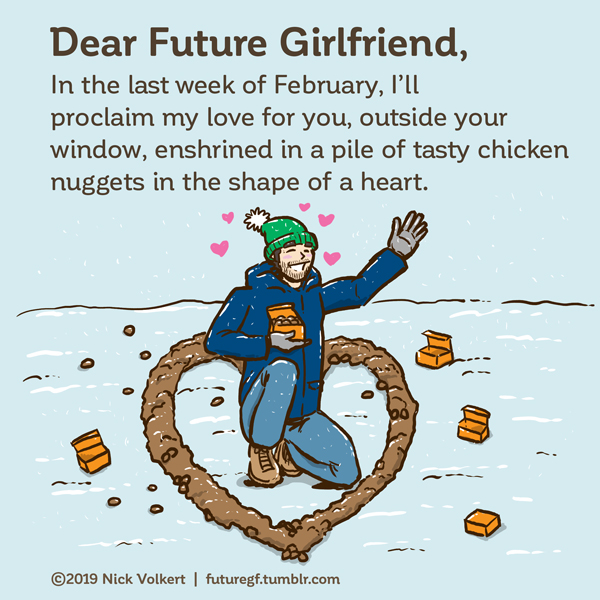 Dear Future Girlfriend,
In the last week of February, I'll
proclaim my love for you, outside your
window, enshrined in a pile of tasty chicken
nuggets in the shape of a heart.
©2019 Nick Volkert | futuregf.tumblr.com